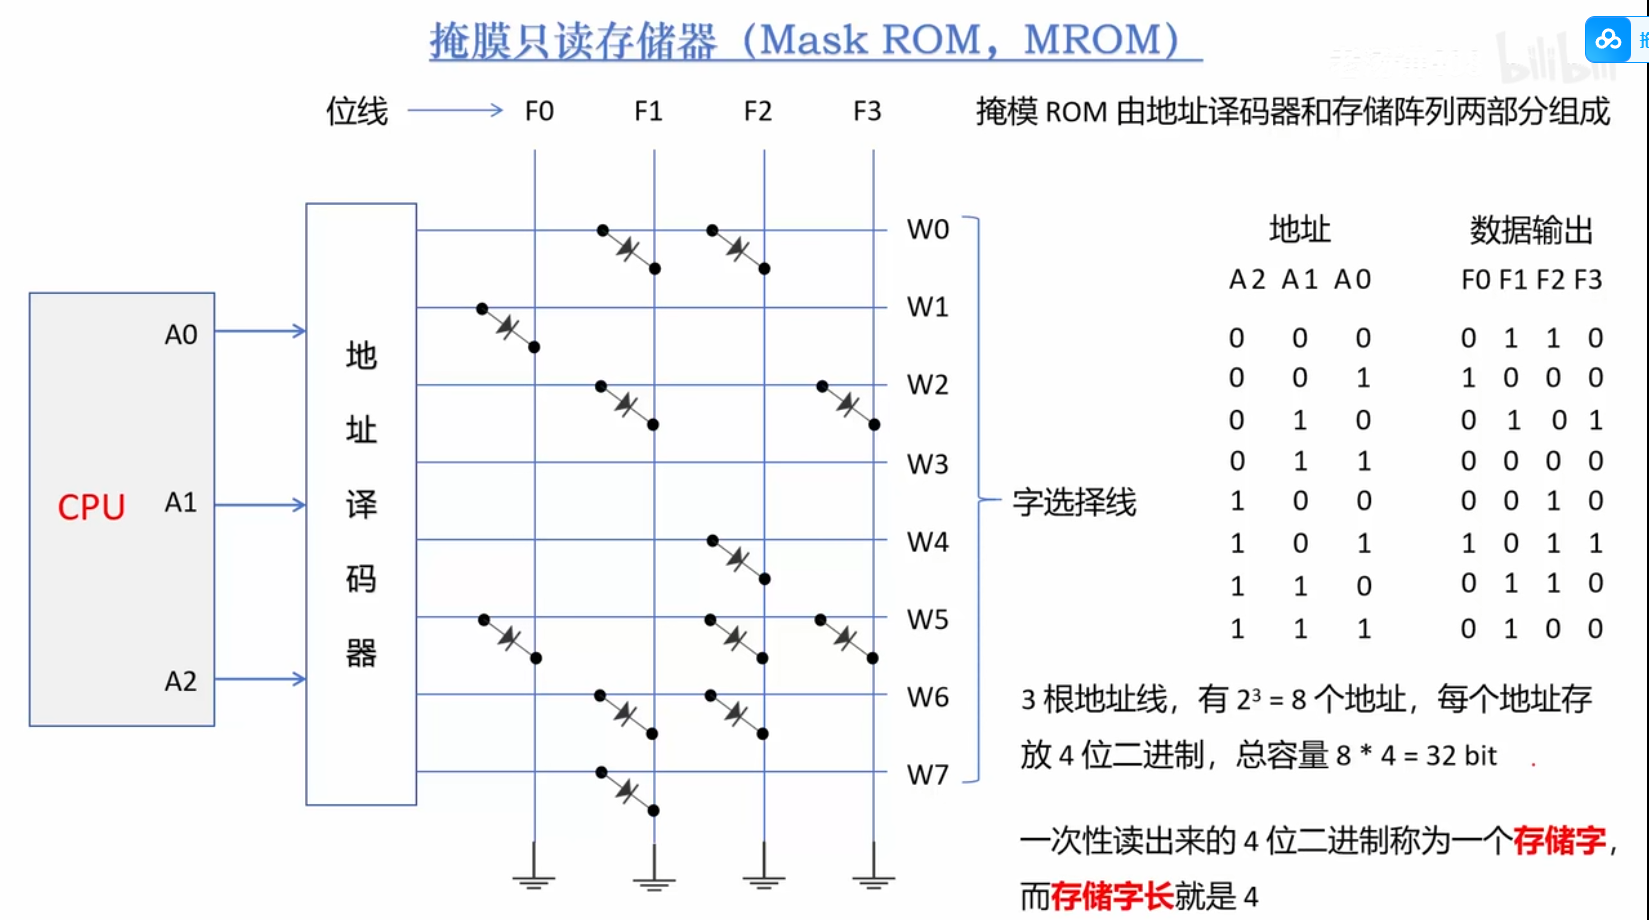 掩膜只读存储器（Mask ROM，MROM）
位线 F0 F1 F2 F3
掩模 ROM 由地址译码器和存储阵列两部分组成
CPU
A0
A1
A2
地址译码器
W0
W1
W2
W3
W4
W5
W6
W7
字选择线
地址 数据输出
A2 A1 A0 F0 F1 F2 F3
0 0 0 0 1 1 0
0 0 1 1 0 0 0
0 1 0 0 1 0 1
0 1 1 0 0 0 0
1 0 0 0 0 1 0
1 0 1 1 0 1 1
1 1 0 0 1 1 0
1 1 1 0 1 0 0
3 根地址线，有 2³ = 8 个地址，每个地址存
放 4 位二进制，总容量 8 * 4 = 32 bit
一次性读出来的 4 位二进制称为一个存储字，
而存储字长就是 4
bilibili